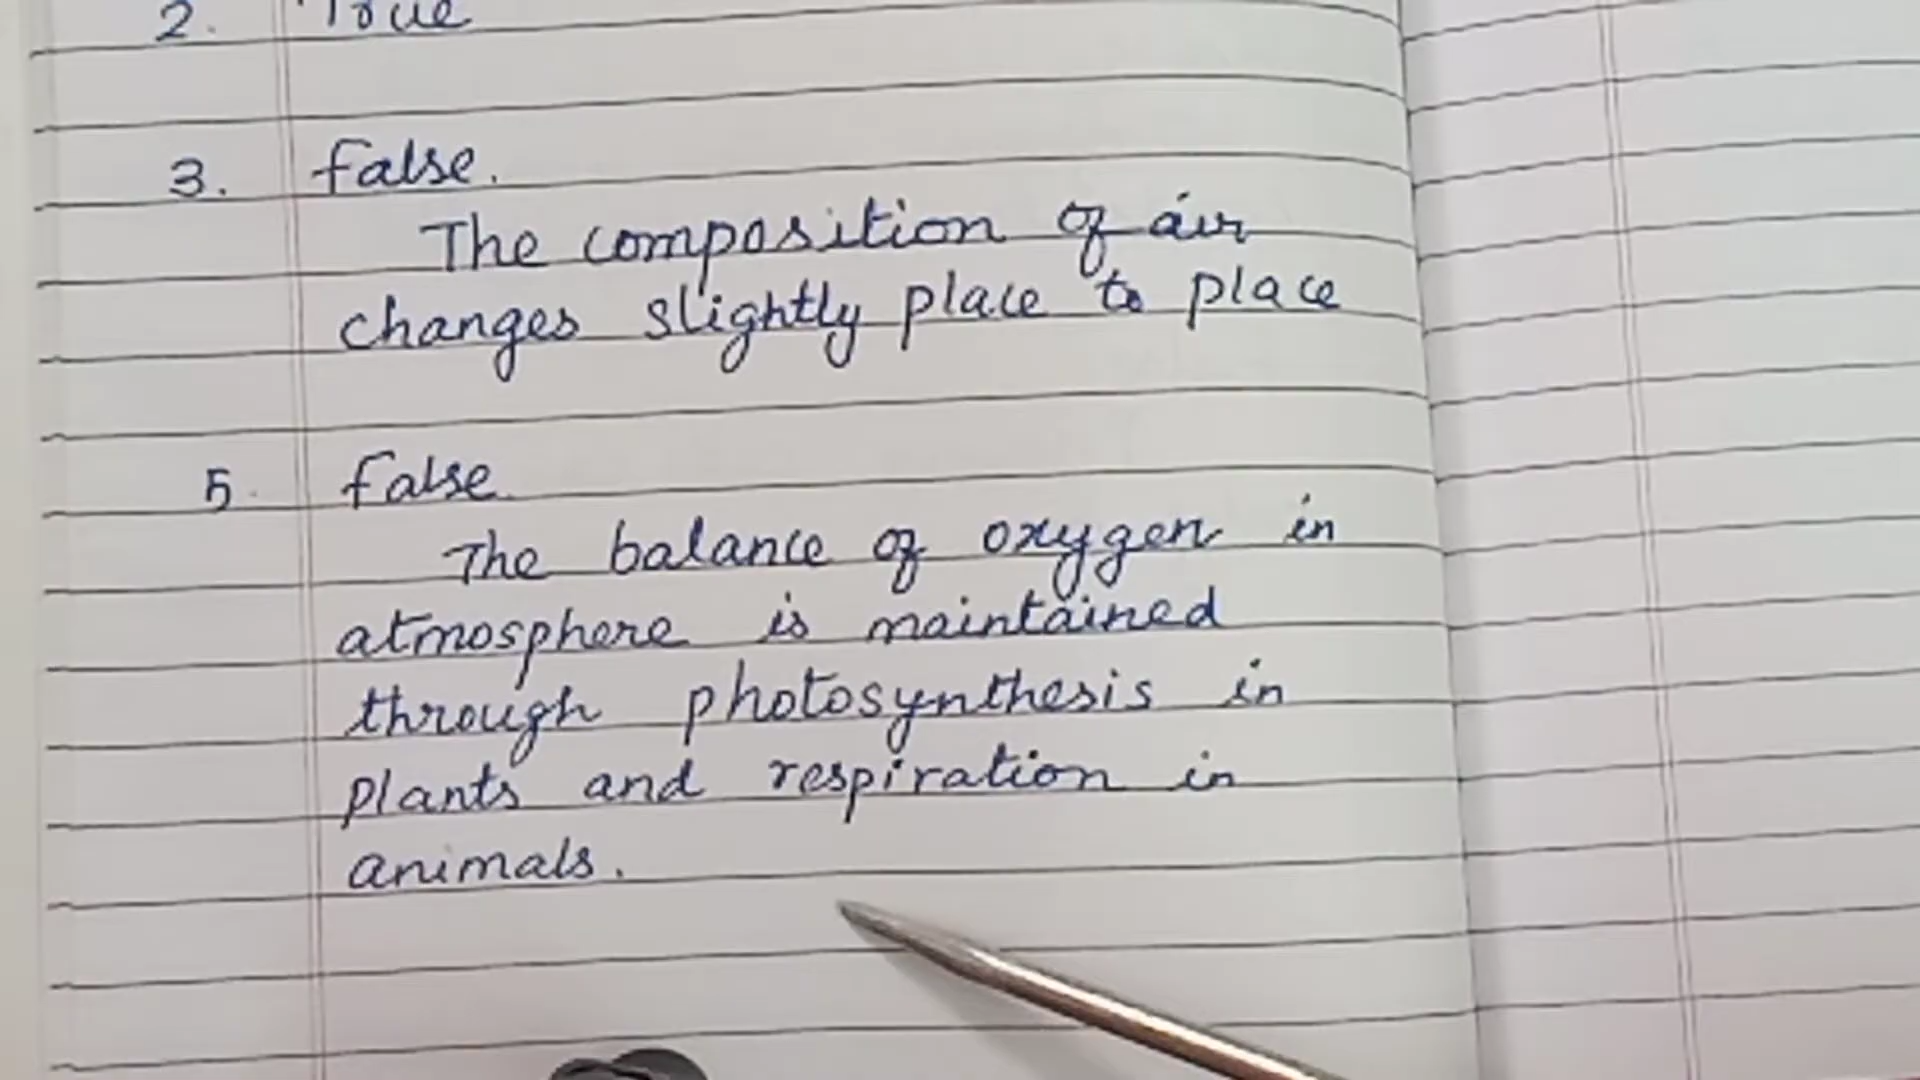 2. True
3. false.
The composition of air
changes slightly place to place
5. false.
The balance of oxygen in
atmosphere is maintained
through photosynthesis in
plants and respiration in
animals.